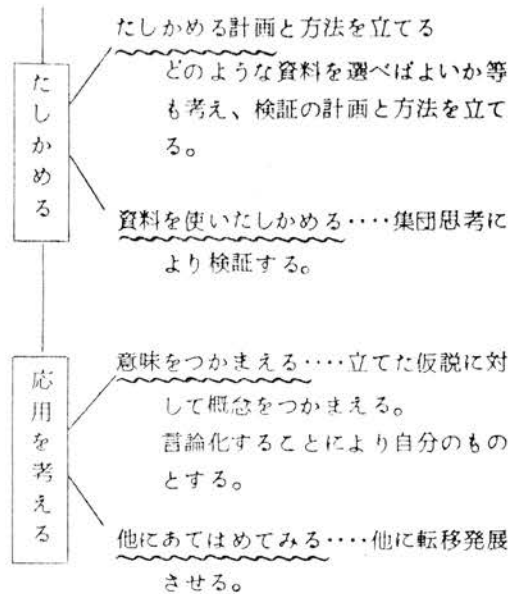 たしかめる
たしかめる計画と方法を立てる
どのような資料を選べばよいか等
も考え、検証の計画と方法を立て
る。
資料を使いたしかめる‥‥集団思考に
より検証する。
応用を考える
意味をつかまえる‥‥立てた仮説に対
して概念をつかまえる。
言論化することにより自分のもの
とする。
他にあてはめてみる‥‥他に転移発展
させる。